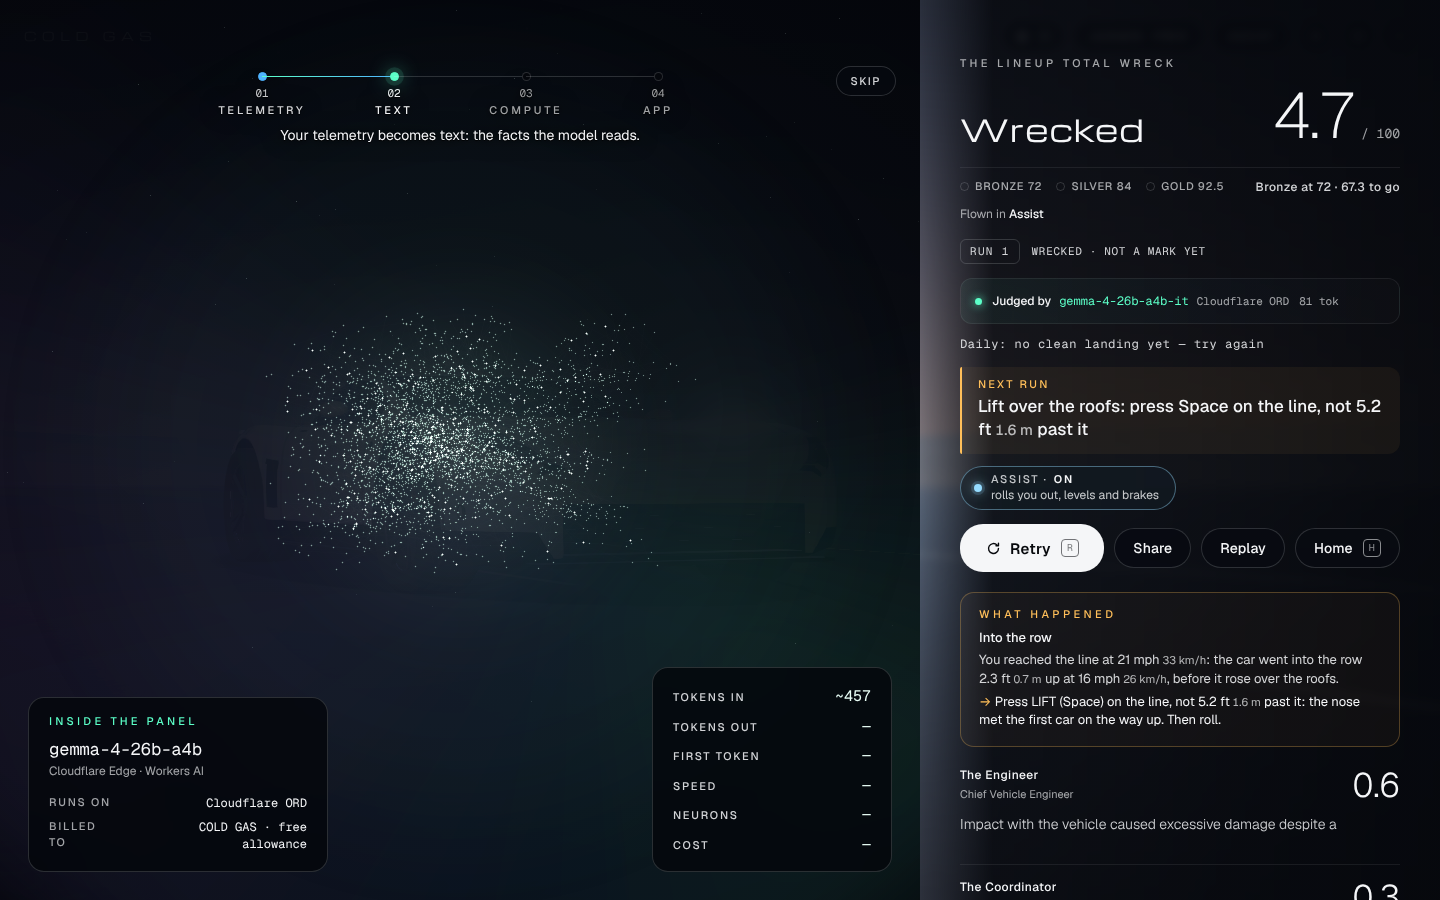 COLD GAS
01
TELEMETRY
02
TEXT
03
COMPUTE
04
APP
SKIP
Your telemetry becomes text: the facts the model reads.
INSIDE THE PANEL
gemma-4-26b-a4b
Cloudflare Edge · Workers AI
RUNS ON Cloudflare ORD
BILLED TO COLD GAS · free allowance
TOKENS IN ~457
TOKENS OUT –
FIRST TOKEN –
SPEED –
NEURONS –
COST –
THE LINEUP TOTAL WRECK
Wrecked 4.7 / 100
BRONZE 72 SILVER 84 GOLD 92.5 Bronze at 72 · 67.3 to go
Flown in Assist
RUN 1 WRECKED · NOT A MARK YET
Judged by gemma-4-26b-a4b-it Cloudflare ORD 81 tok
Daily: no clean landing yet — try again
NEXT RUN
Lift over the roofs: press Space on the line, not 5.2
ft 1.6 m past it
ASSIST · ON
rolls you out, levels and brakes
Retry R Share Replay Home H
WHAT HAPPENED
Into the row
You reached the line at 21 mph 33 km/h: the car went into the row
2.3 ft 0.7 m up at 16 mph 26 km/h, before it rose over the roofs.
→ Press LIFT (Space) on the line, not 5.2 ft 1.6 m past it: the nose
met the first car on the way up. Then roll.
The Engineer 0.6
Chief Vehicle Engineer
Impact with the vehicle caused excessive damage despite a
The Coordinator 0.3